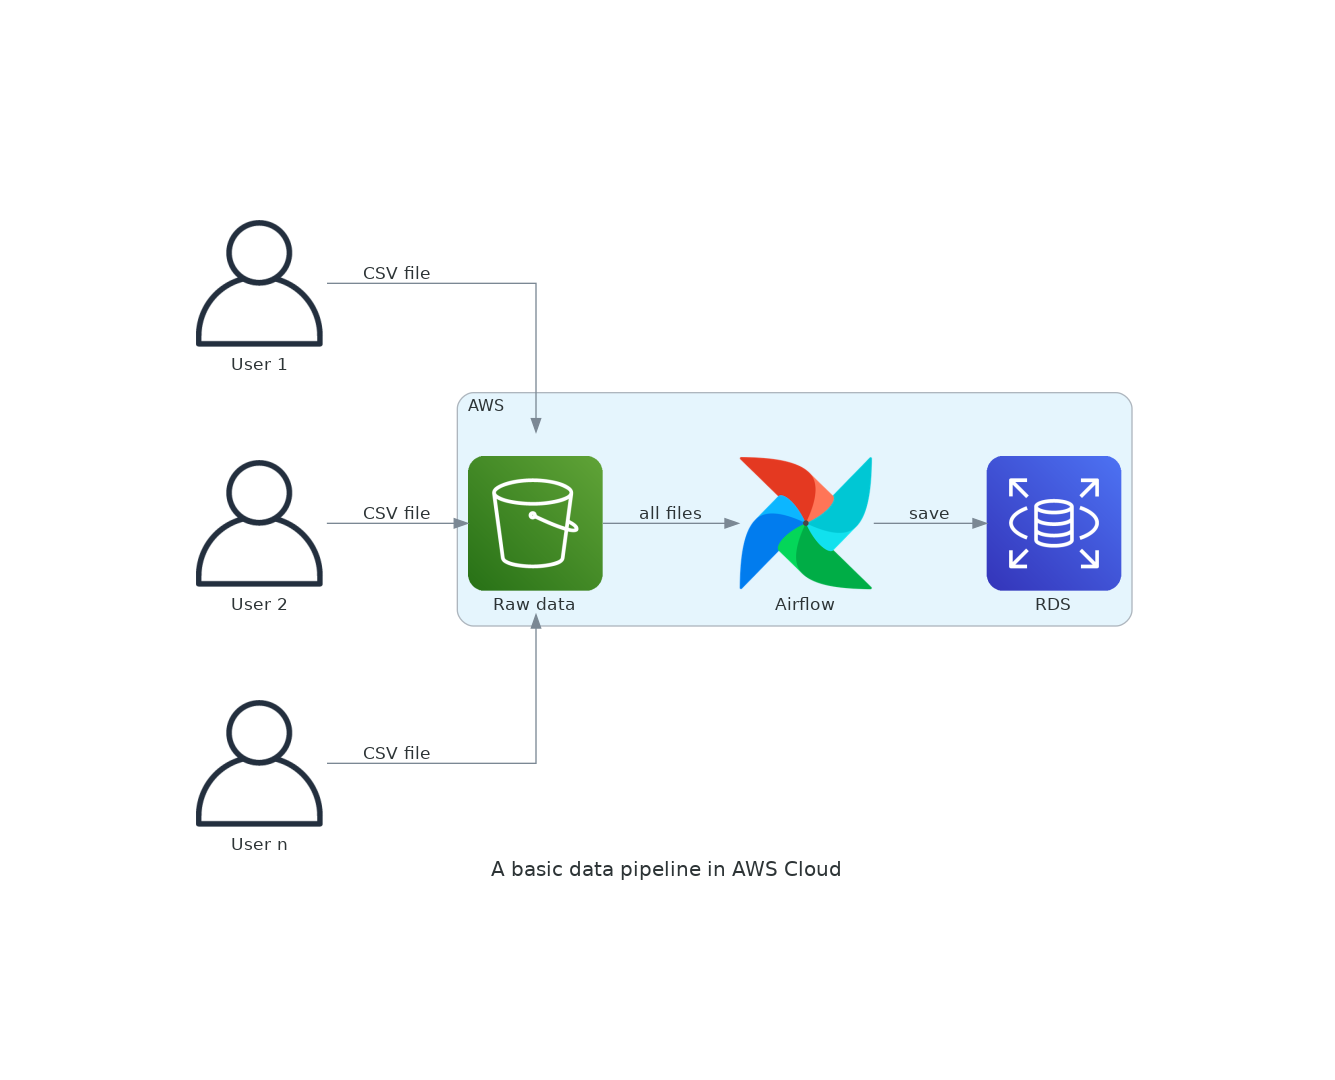 CSV file
User 1
AWS
CSV file
all files
save
User 2
Raw data
Airflow
RDS
CSV file
User n
A basic data pipeline in AWS Cloud